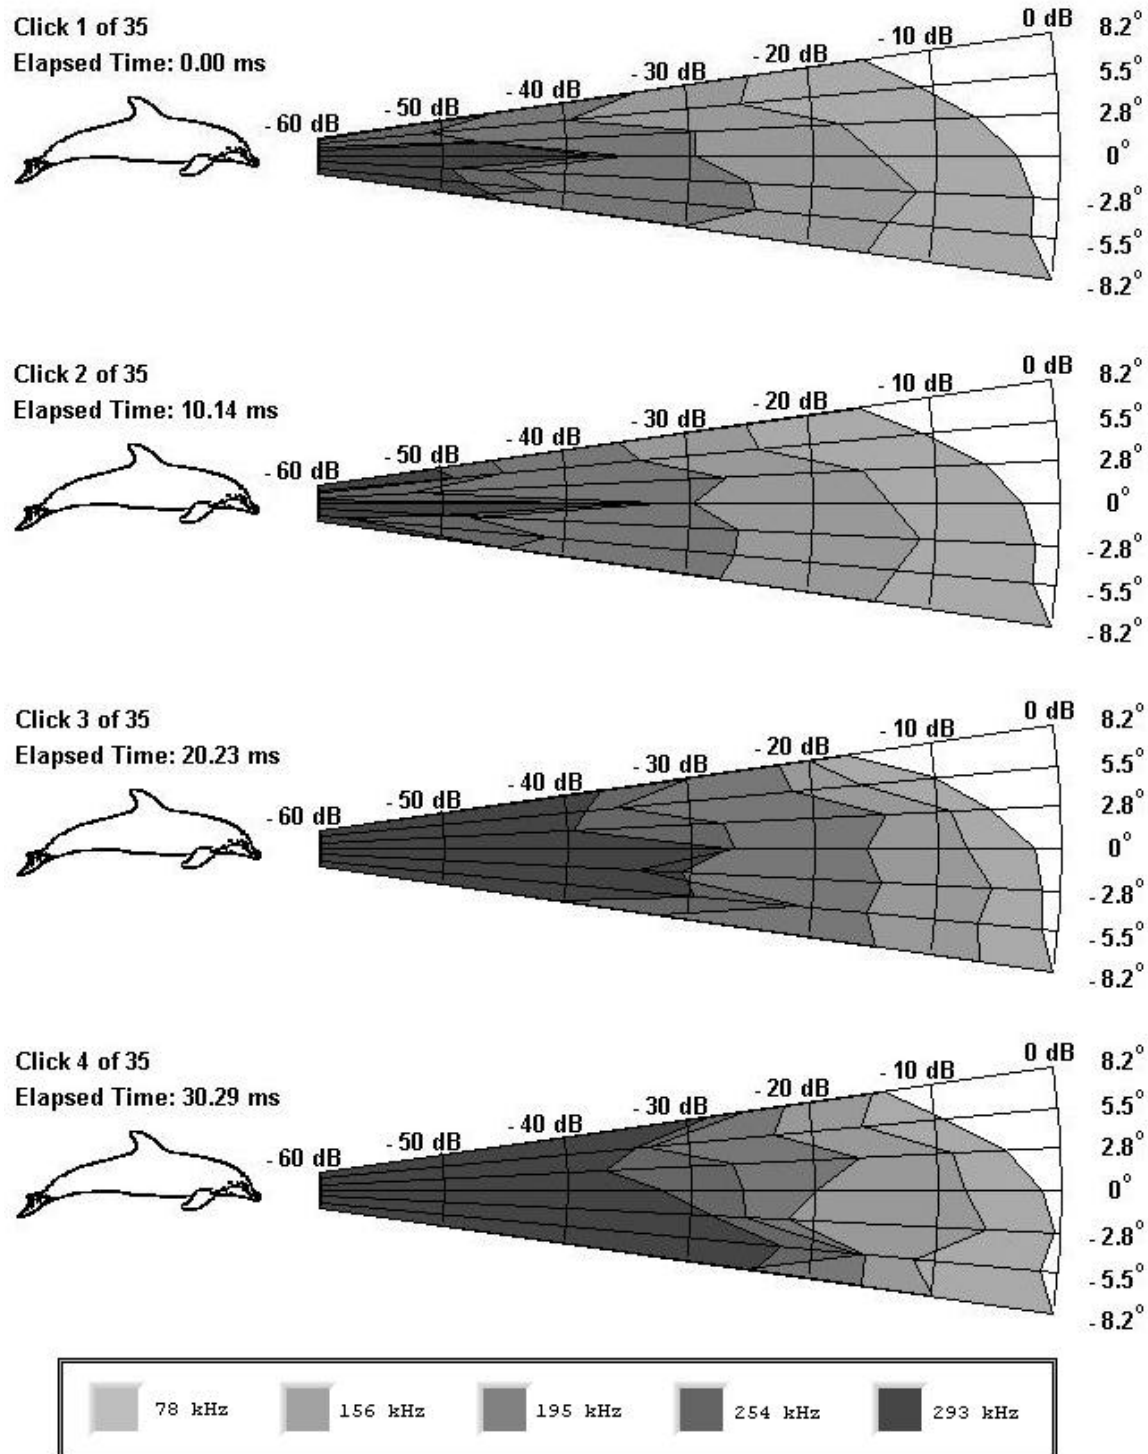 Click 1 of 35
Elapsed Time: 0.00 ms
- 60 dB
- 50 dB
- 40 dB
- 30 dB
- 20 dB
- 10 dB
0 dB
8.2°
5.5°
2.8°
0°
- 2.8°
- 5.5°
- 8.2°
Click 2 of 35
Elapsed Time: 10.14 ms
- 60 dB
- 50 dB
- 40 dB
- 30 dB
- 20 dB
- 10 dB
0 dB
8.2°
5.5°
2.8°
0°
- 2.8°
- 5.5°
- 8.2°
Click 3 of 35
Elapsed Time: 20.23 ms
- 60 dB
- 50 dB
- 40 dB
- 30 dB
- 20 dB
- 10 dB
0 dB
8.2°
5.5°
2.8°
0°
- 2.8°
- 5.5°
- 8.2°
Click 4 of 35
Elapsed Time: 30.29 ms
- 60 dB
- 50 dB
- 40 dB
- 30 dB
- 20 dB
- 10 dB
0 dB
8.2°
5.5°
2.8°
0°
- 2.8°
- 5.5°
- 8.2°
78 kHz 156 kHz 195 kHz 254 kHz 293 kHz